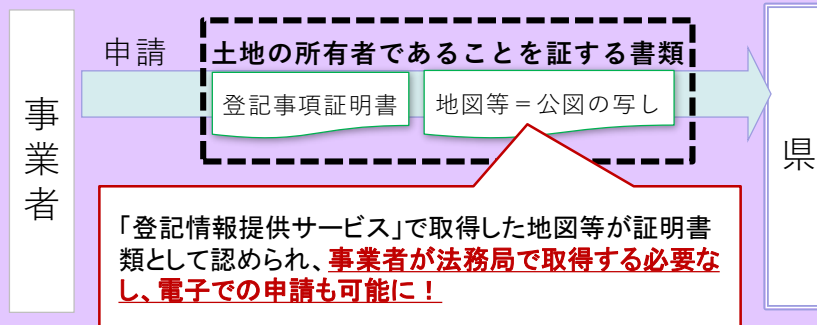 事業者
申請
土地の所有者であることを証する書類
登記事項証明書
地図等＝公図の写し
県
「登記情報提供サービス」で取得した地図等が証明書
類として認められ、事業者が法務局で取得する必要な
し、電子での申請も可能に！